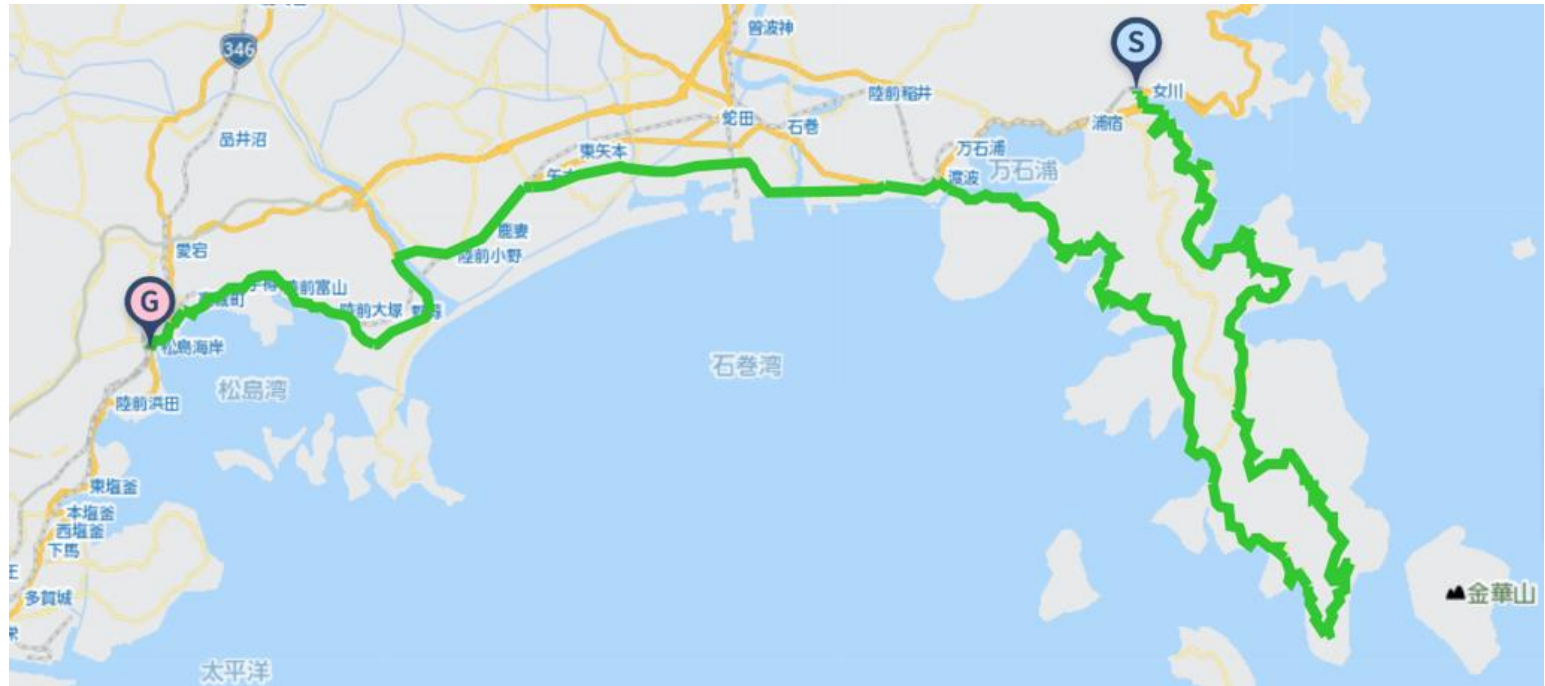 曽波神
S
346
女川
陸前稲井
蛇田
石巻
浦宿
品井沼
東矢本
万石浦
万石浦
渡波
鹿妻
愛宕
陸前小野
陸前富山
G
陸前大塚
松島海岸
石巻湾
松島湾
陸前浜田
東塩釜
本塩釜
西塩釜
下馬
多賀城
金華山
太平洋